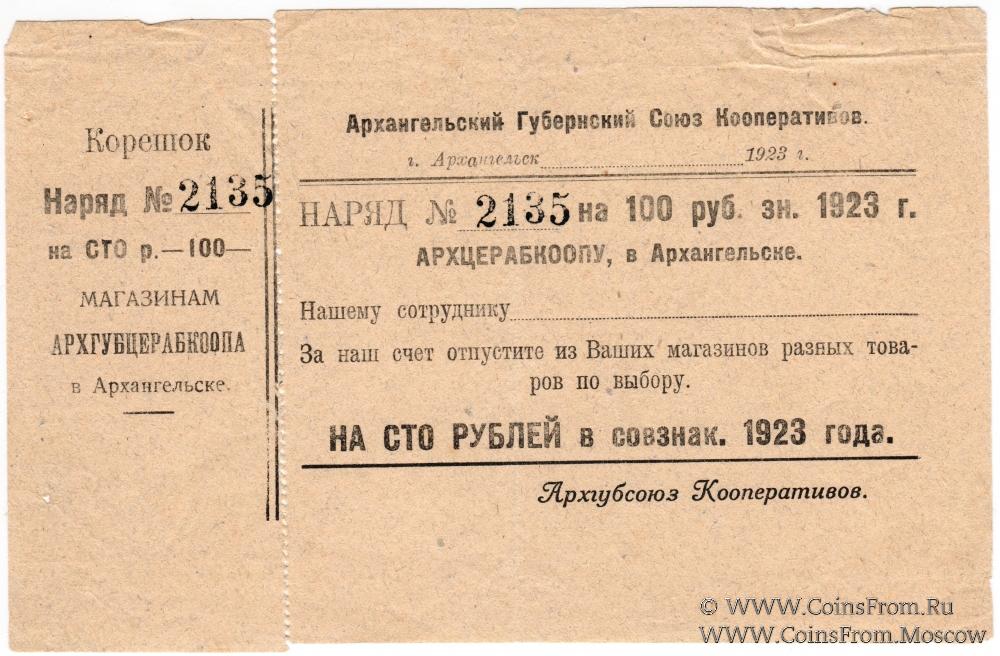 Корешок
Наряд № 2135
на СТО р.—100—
МАГАЗИНАМ
АРХГУБЦЕРАБКООПА
в Архангельске.
Архангельский Губернский Союз Кооперативов.
г. Архангельск 1923 г.
НАРЯД № 2135 на 100 руб. зн. 1923 г.
АРХЦЕРАБКООПУ, в Архангельске.
Нашему сотруднику
За наш счет отпустите из Ваших магазинов разных това-
ров по выбору.
НА СТО РУБЛЕЙ в совзнак. 1923 года.
Архгубсоюз Кооперативов.
© WWW.CoinsFrom.Ru
WWW.CoinsFrom.Moscow